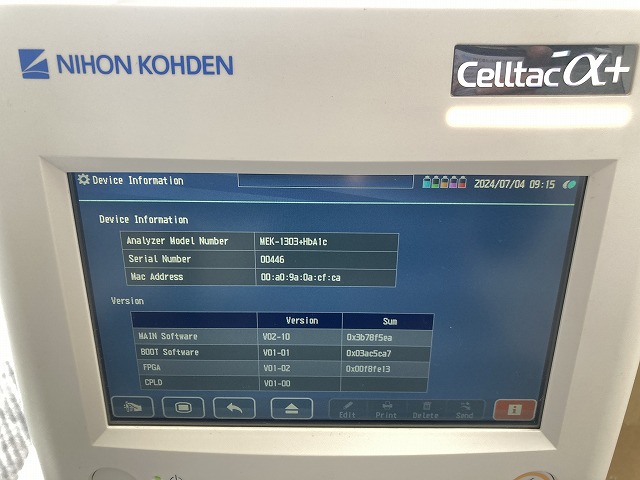 NIHON KOHDEN
Celltac α+
Device Information
2024/07/04 09:15
Device Information
Analyzer Model Number MEK-1303+HbA1c
Serial Number 00446
Mac Address 00:a0:9a:0a:cf:ca
Version
Version Sum
MAIN Software V02-10 0x3b78f5ea
BOOT Software V01-01 0x03ac5ca7
FPGA V01-02 0x00f8fe13
CPLD V01-00
Edit Print Delete Send